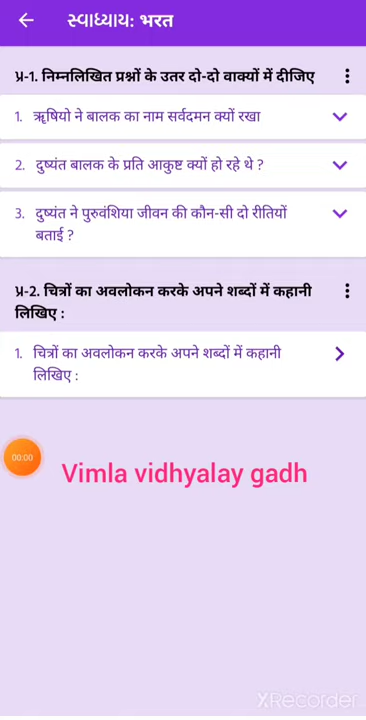 સ્વાધ્યાય: भरत
प्र-1. निम्नलिखित प्रश्नों के उतर दो-दो वाक्यों में दीजिए
1. ऋषियो ने बालक का नाम सर्वदमन क्यों रखा
2. दुष्यंत बालक के प्रति आकुष्ट क्यों हो रहे थे ?
3. दुष्यंत ने पुरुवंशिया जीवन की कौन-सी दो रीतियों
बताई ?
प्र-2. चित्रों का अवलोकन करके अपने शब्दों में कहानी
लिखिए :
1. चित्रों का अवलोकन करके अपने शब्दों में कहानी
लिखिए :
00:00
Vimla vidhyalay gadh
XRecorder